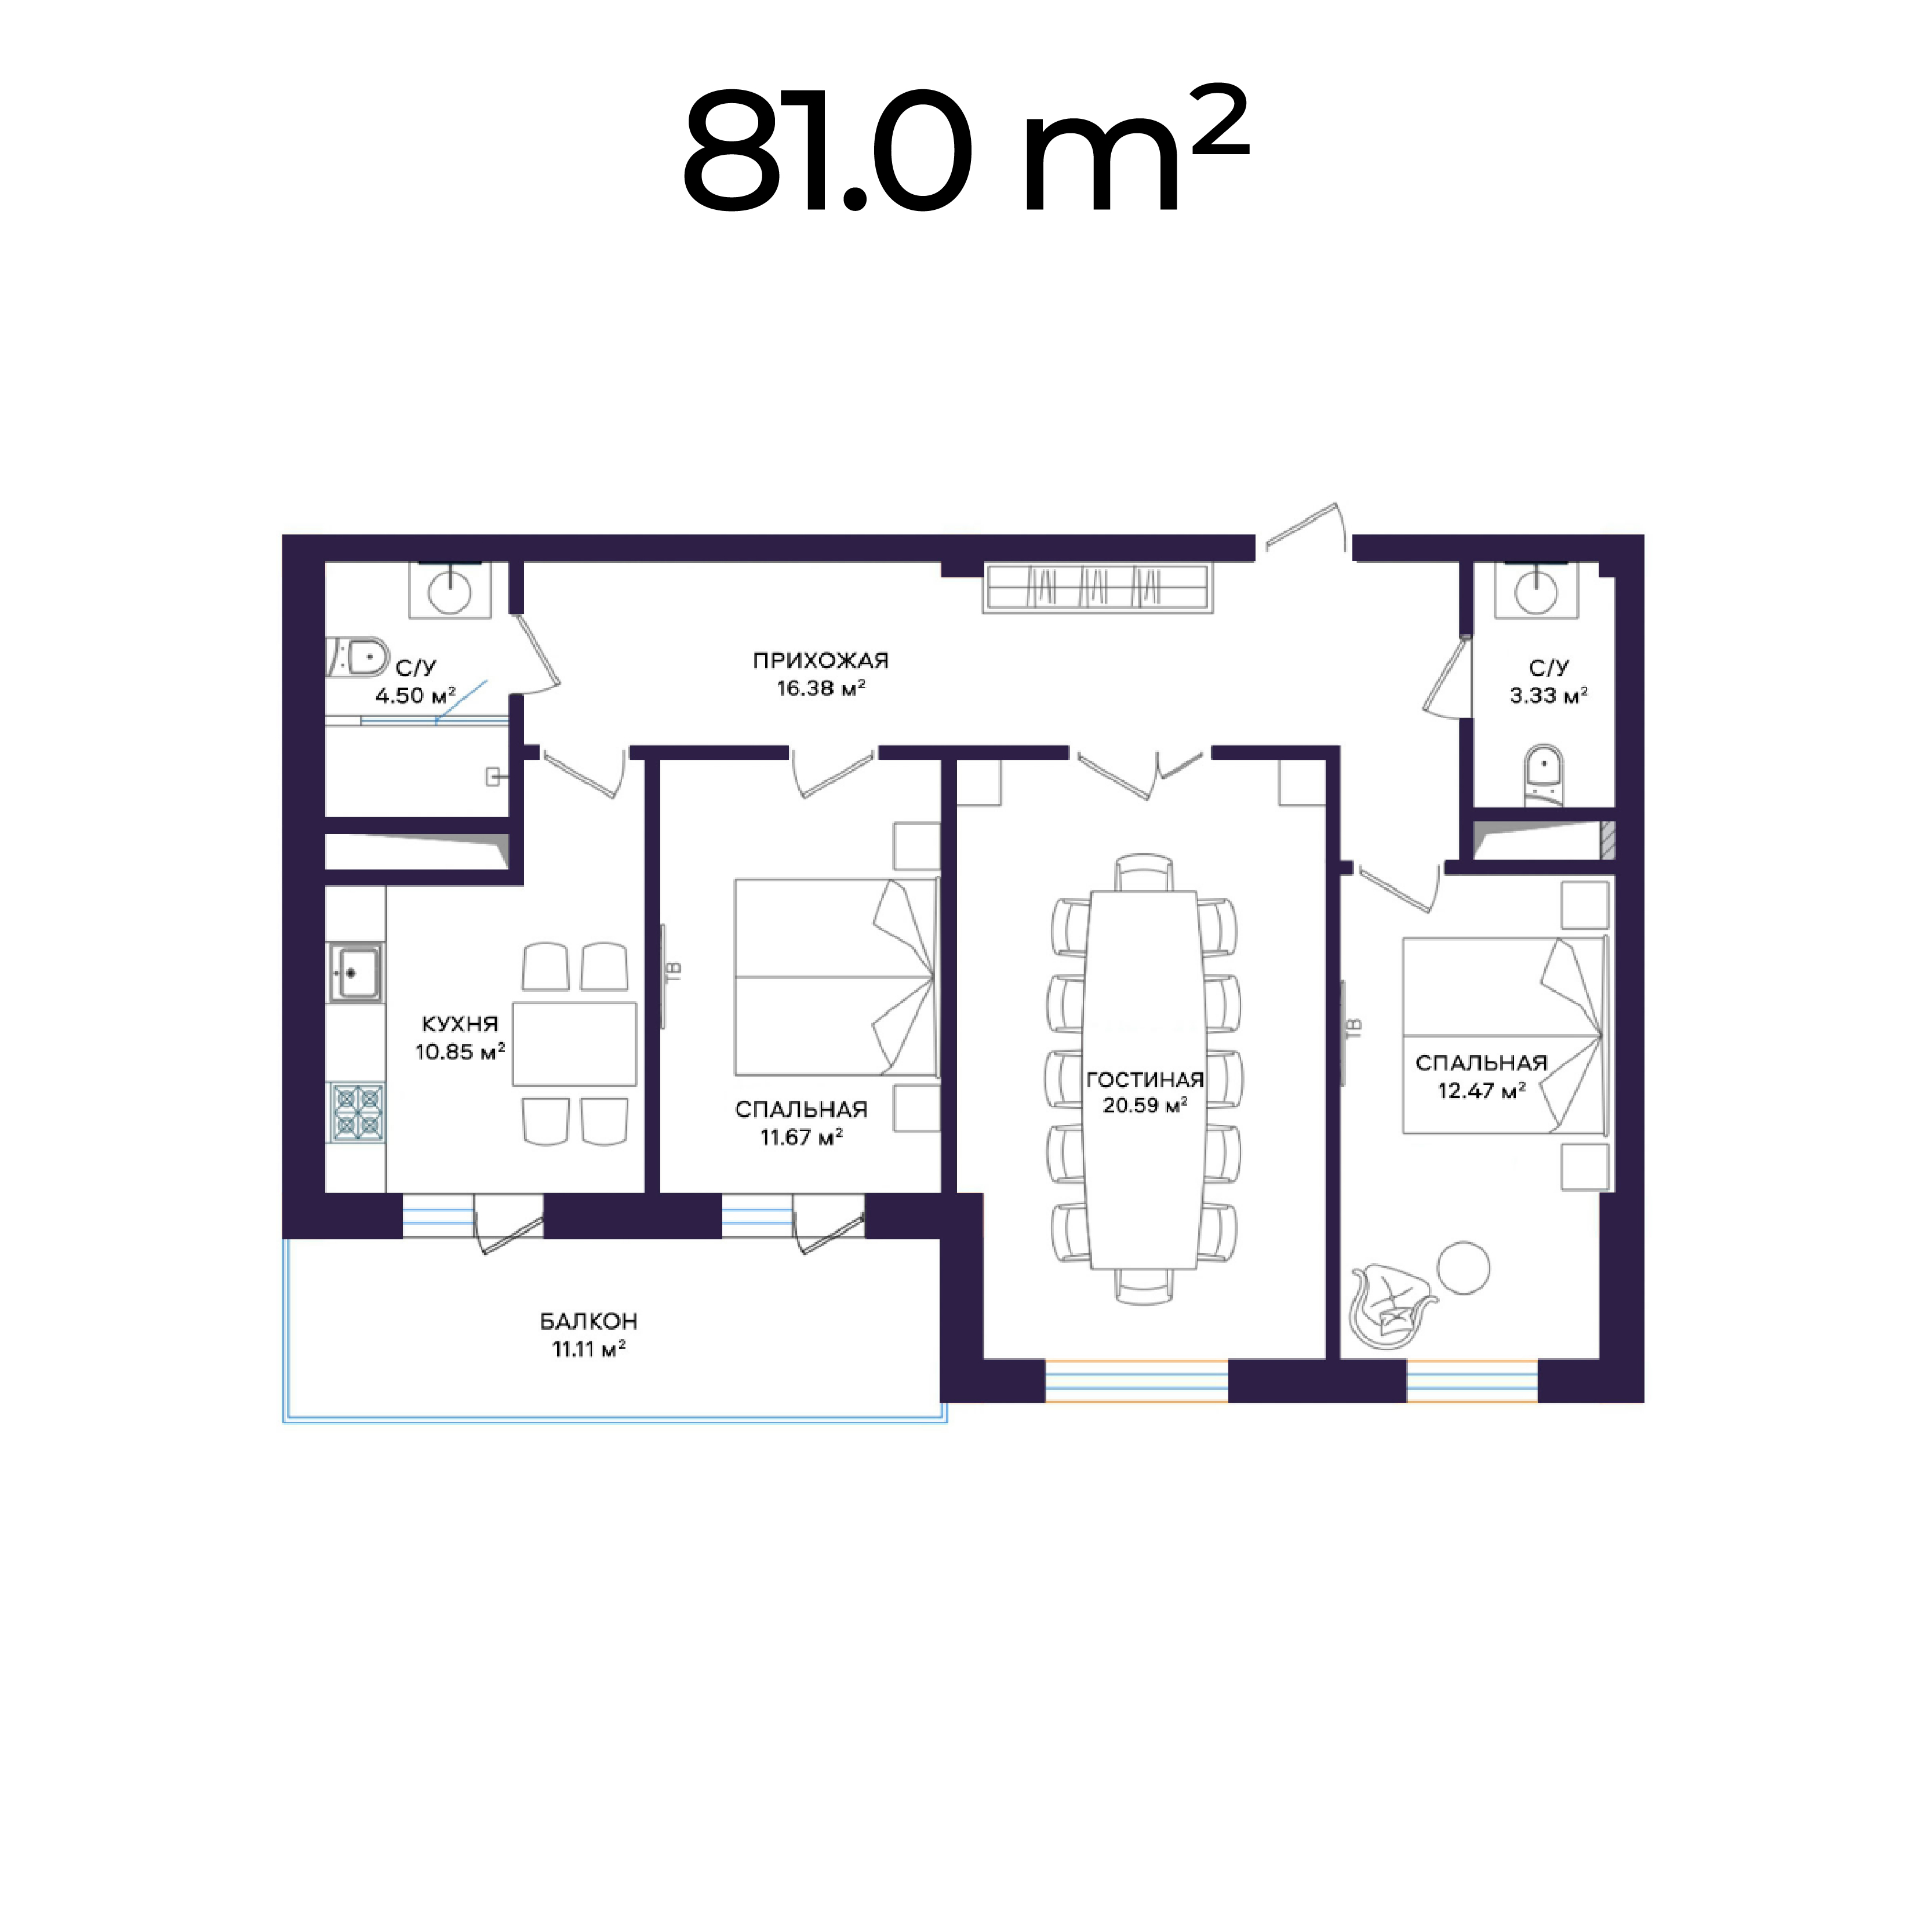 81.0 m²
ПРИХОЖАЯ
16.38 м²
С/У
4.50 м²
С/У
3.33 м²
ТВ
КУХНЯ
10.85 м²
ТВ
СПАЛЬНАЯ
12.47 м²
ГОСТИНАЯ
20.59 м²
СПАЛЬНАЯ
11.67 м²
БАЛКОН
11.11 м²